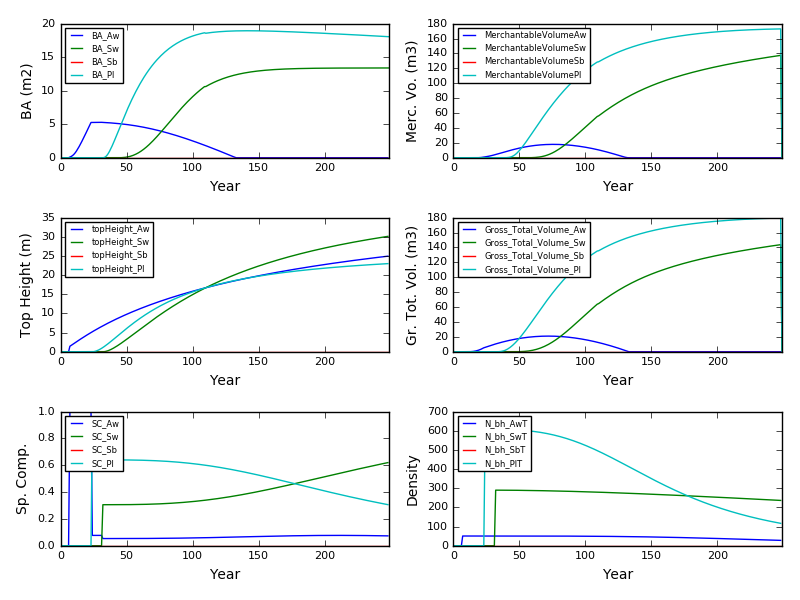 BA (m2)
20
15
10
5
0
BA_Aw
BA_Sw
BA_Sb
BA_Pl
0 50 100 150 200
Year
Merc. Vo. (m3)
180
160
140
120
100
80
60
40
20
0
MerchantableVolumeAw
MerchantableVolumeSw
MerchantableVolumeSb
MerchantableVolumePl
0 50 100 150 200
Year
Top Height (m)
35
30
25
20
15
10
5
0
topHeight_Aw
topHeight_Sw
topHeight_Sb
topHeight_Pl
0 50 100 150 200
Year
Gr. Tot. Vol. (m3)
180
160
140
120
100
80
60
40
20
0
Gross_Total_Volume_Aw
Gross_Total_Volume_Sw
Gross_Total_Volume_Sb
Gross_Total_Volume_Pl
0 50 100 150 200
Year
Sp. Comp.
1.0
0.8
0.6
0.4
0.2
0.0
SC_Aw
SC_Sw
SC_Sb
SC_Pl
0 50 100 150 200
Year
Density
700
600
500
400
300
200
100
0
N_bh_AwT
N_bh_SwT
N_bh_SbT
N_bh_PlT
0 50 100 150 200
Year